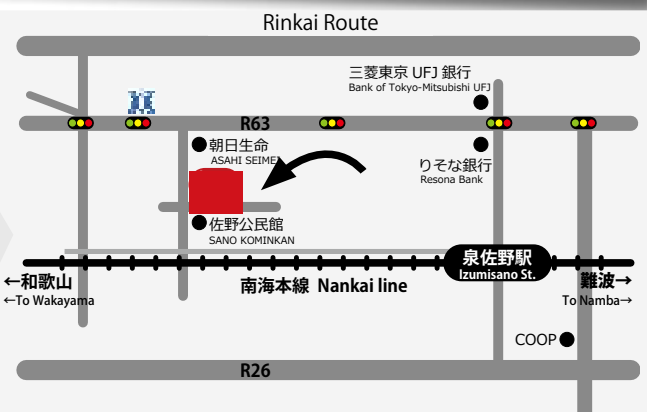 Rinkai Route
三菱東京 UFJ 銀行
Bank of Tokyo-Mitsubishi UFJ
R63
朝日生命
ASAHI SEIMEI
りそな銀行
Resona Bank
佐野公民館
SANO KOMINKAN
泉佐野駅
Izumisano St.
←和歌山
←To Wakayama
南海本線 Nankai line
難波→
To Namba→
COOP
R26